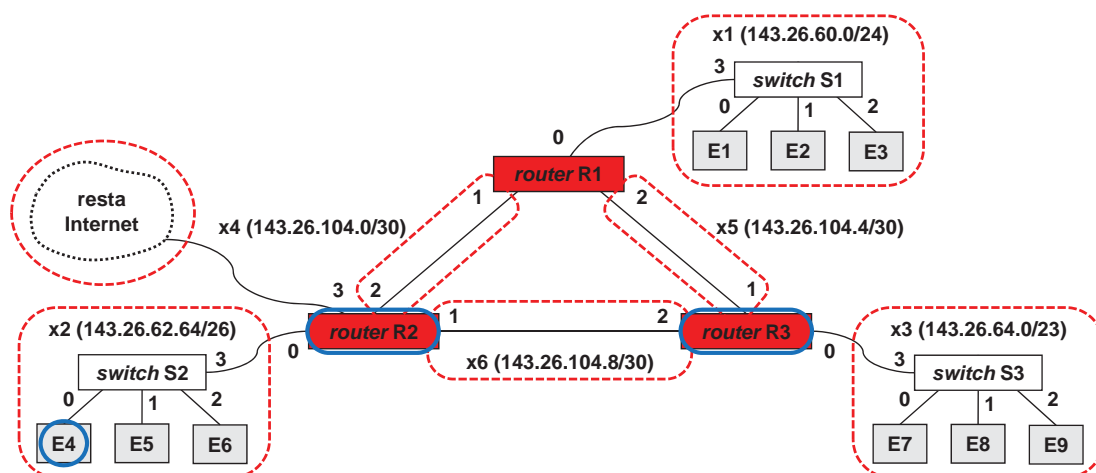 x1 (143.26.60.0/24)
3
switch S1
0
1
2
E1
E2
E3
0
router R1
1
2
resta
Internet
x4 (143.26.104.0/30)
x5 (143.26.104.4/30)
3
2
1
x2 (143.26.62.64/26)
router R2
1
2
router R3
x3 (143.26.64.0/23)
0
0
x6 (143.26.104.8/30)
3
switch S2
0
1
2
E4
E5
E6
3
switch S3
0
1
2
E7
E8
E9